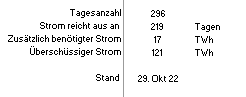 Tagesanzahl 296
Strom reicht aus an 219 Tagen
Zusätzlich benötigter Strom 17 TWh
Überschüssiger Strom 121 TWh
Stand 29. Okt 22